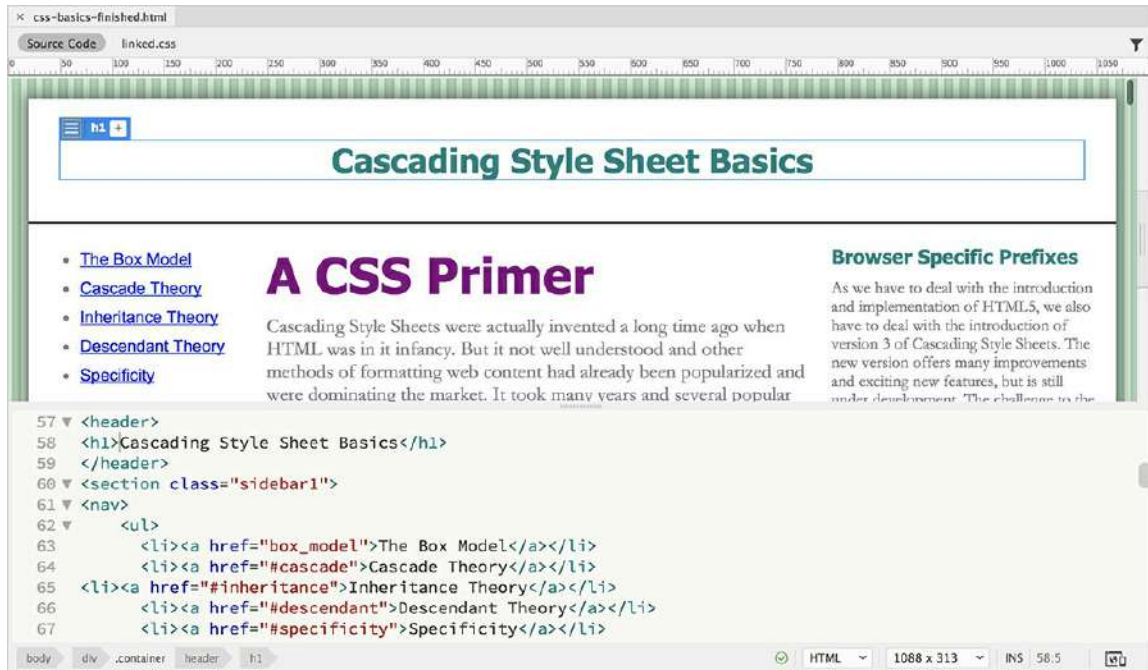 × css-basics-finished.html
Source Code linked.css
0 50 100 150 200 250 300 350 400 450 500 550 600 650 700 750 800 850 900 950 1000 1050
h1 +
Cascading Style Sheet Basics
• The Box Model
• Cascade Theory
• Inheritance Theory
• Descendant Theory
• Specificity
A CSS Primer
Cascading Style Sheets were actually invented a long time ago when
HTML was in it infancy. But it not well understood and other
methods of formatting web content had already been popularized and
were dominating the market. It took many years and several popular
Browser Specific Prefixes
As we have to deal with the introduction
and implementation of HTML5, we also
have to deal with the introduction of
version 3 of Cascading Style Sheets. The
new version offers many improvements
and exciting new features, but is still
under development. The challenge to the
57 ▼ <header>
58 <h1>Cascading Style Sheet Basics</h1>
59 </header>
60 ▼ <section class="sidebar1">
61 ▼ <nav>
62 ▼ <ul>
63 <li><a href="box_model">The Box Model</a></li>
64 <li><a href="#cascade">Cascade Theory</a></li>
65 <li><a href="#inheritance">Inheritance Theory</a></li>
66 <li><a href="#descendant">Descendant Theory</a></li>
67 <li><a href="#specificity">Specificity</a></li>
body div .container header h1 HTML 1088 x 313 INS 58:5